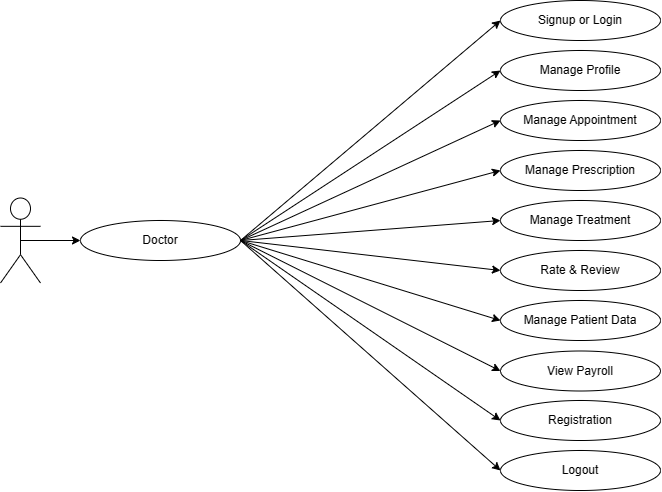 Signup or Login
Manage Profile
Manage Appointment
Manage Prescription
Doctor
Manage Treatment
Rate & Review
Manage Patient Data
View Payroll
Registration
Logout